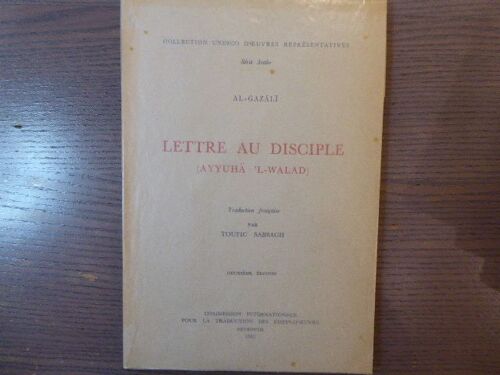 COLLECTION UNESCO D'ŒUVRES REPRÉSENTATIVES
Série Arabe
AL-GAZĀLĪ
LETTRE AU DISCIPLE
(AYYUHĀ 'L-WALAD)
Traduction française
PAR
TOUFIC SABBAGH
DEUXIÈME ÉDITION
COMMISSION INTERNATIONALE
POUR LA TRADUCTION DES CHEFS-D'ŒUVRE
BEYROUTH